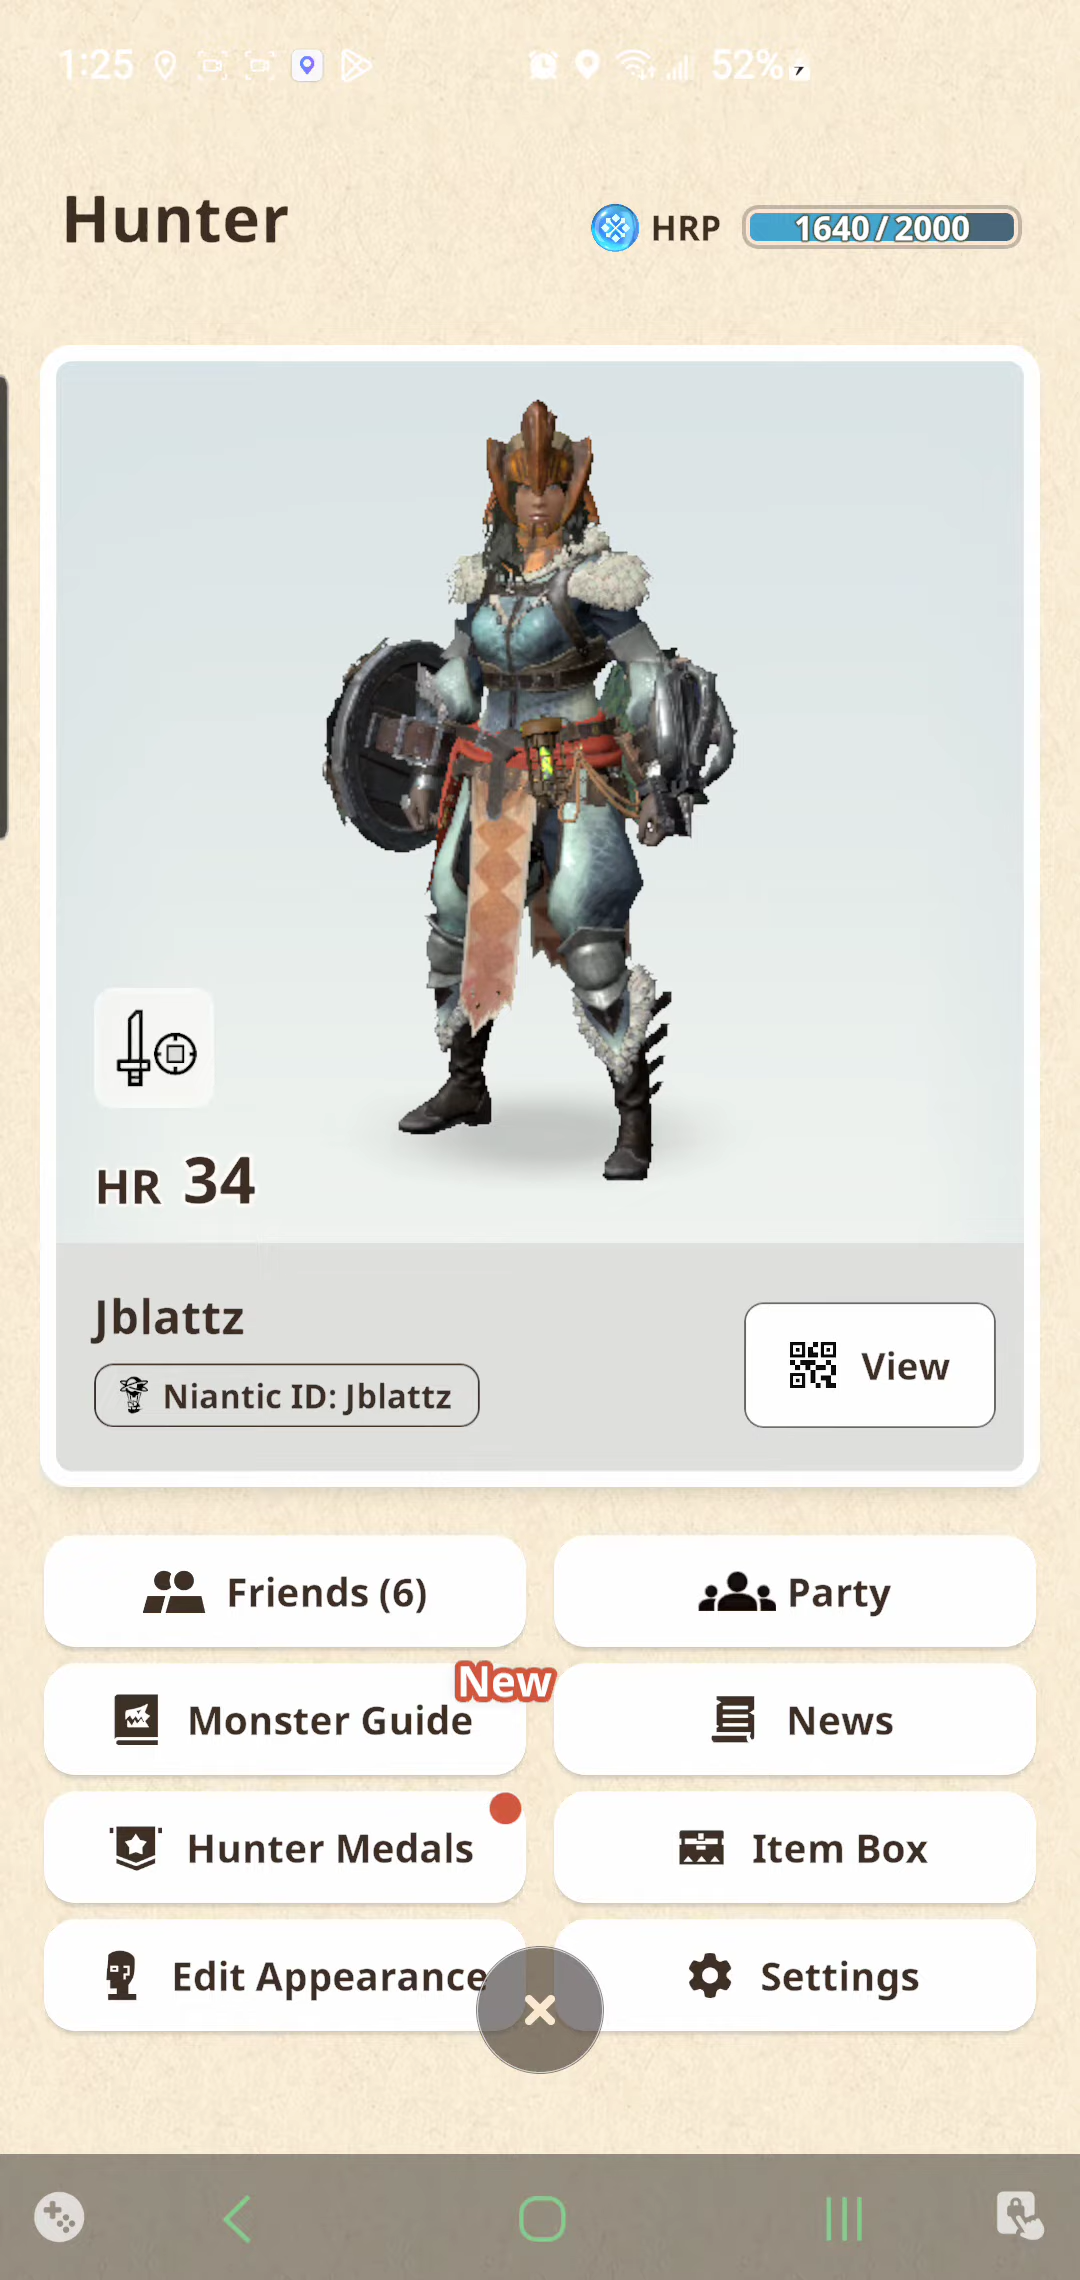 1:25
52%
Hunter
HRP 1640 / 2000
HR 34
Jblattz
Niantic ID: Jblattz
View
Friends (6)
Party
New
Monster Guide
News
Hunter Medals
Item Box
Edit Appearance
Settings